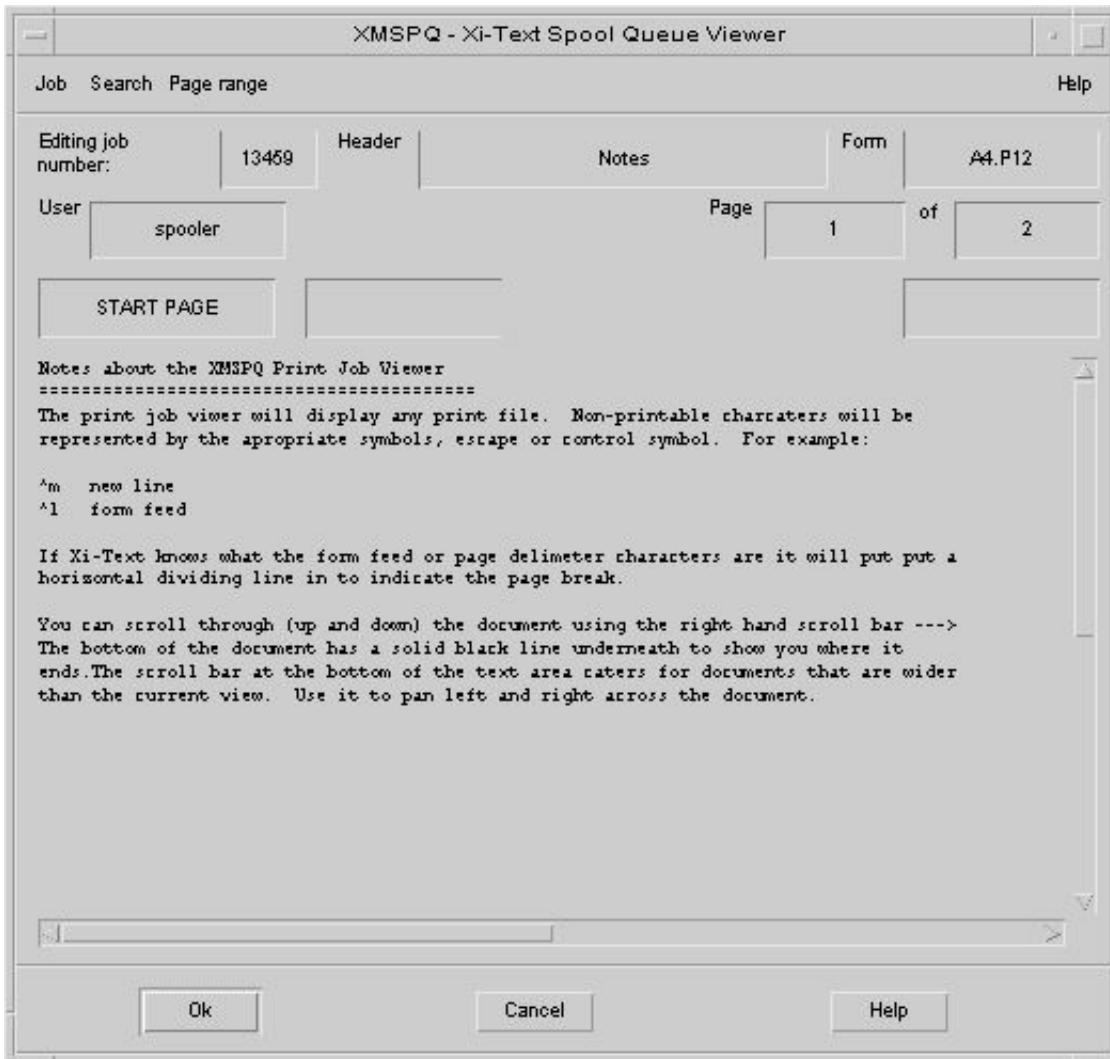 XMSPQ - Xi-Text Spool Queue Viewer
Job Search Page range Help
Editing job number: 13459 Header Notes Form A4.P12
User spooler Page 1 of 2
START PAGE
Notes about the XMSPQ Print Job Viewer
==========================================
The print job viwer will display any print file.  Non-printable charcaters will be
represented by the apropriate symbols, escape or control symbol.  For example:
^m   new line
^l   form feed
If Xi-Text knows what the form feed or page delimeter characters are it will put put a
horizontal dividing line in to indicate the page break.
You can scroll through (up and down) the document using the right hand scroll bar --->
The bottom of the document has a solid black line underneath to show you where it
ends.The scroll bar at the bottom of the text area caters for documents that are wider
than the current view.  Use it to pan left and right across the document.
Ok Cancel Help